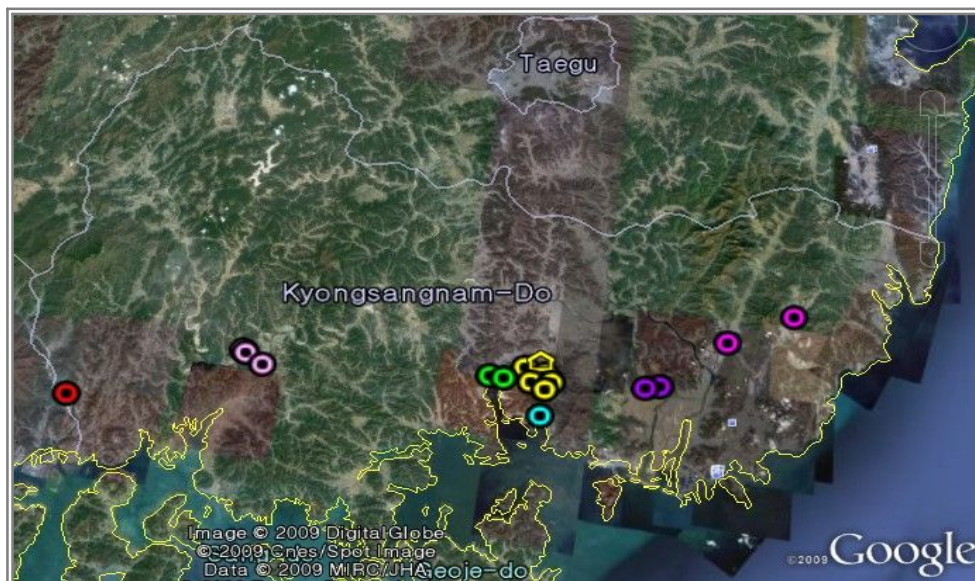 Taegu
Kyongsangnam-Do
Image © 2009 DigitalGlobe
© 2009 Cnes/Spot Image
Data © 2009 MIRC/JHA
Geoje-do
©2009 Google